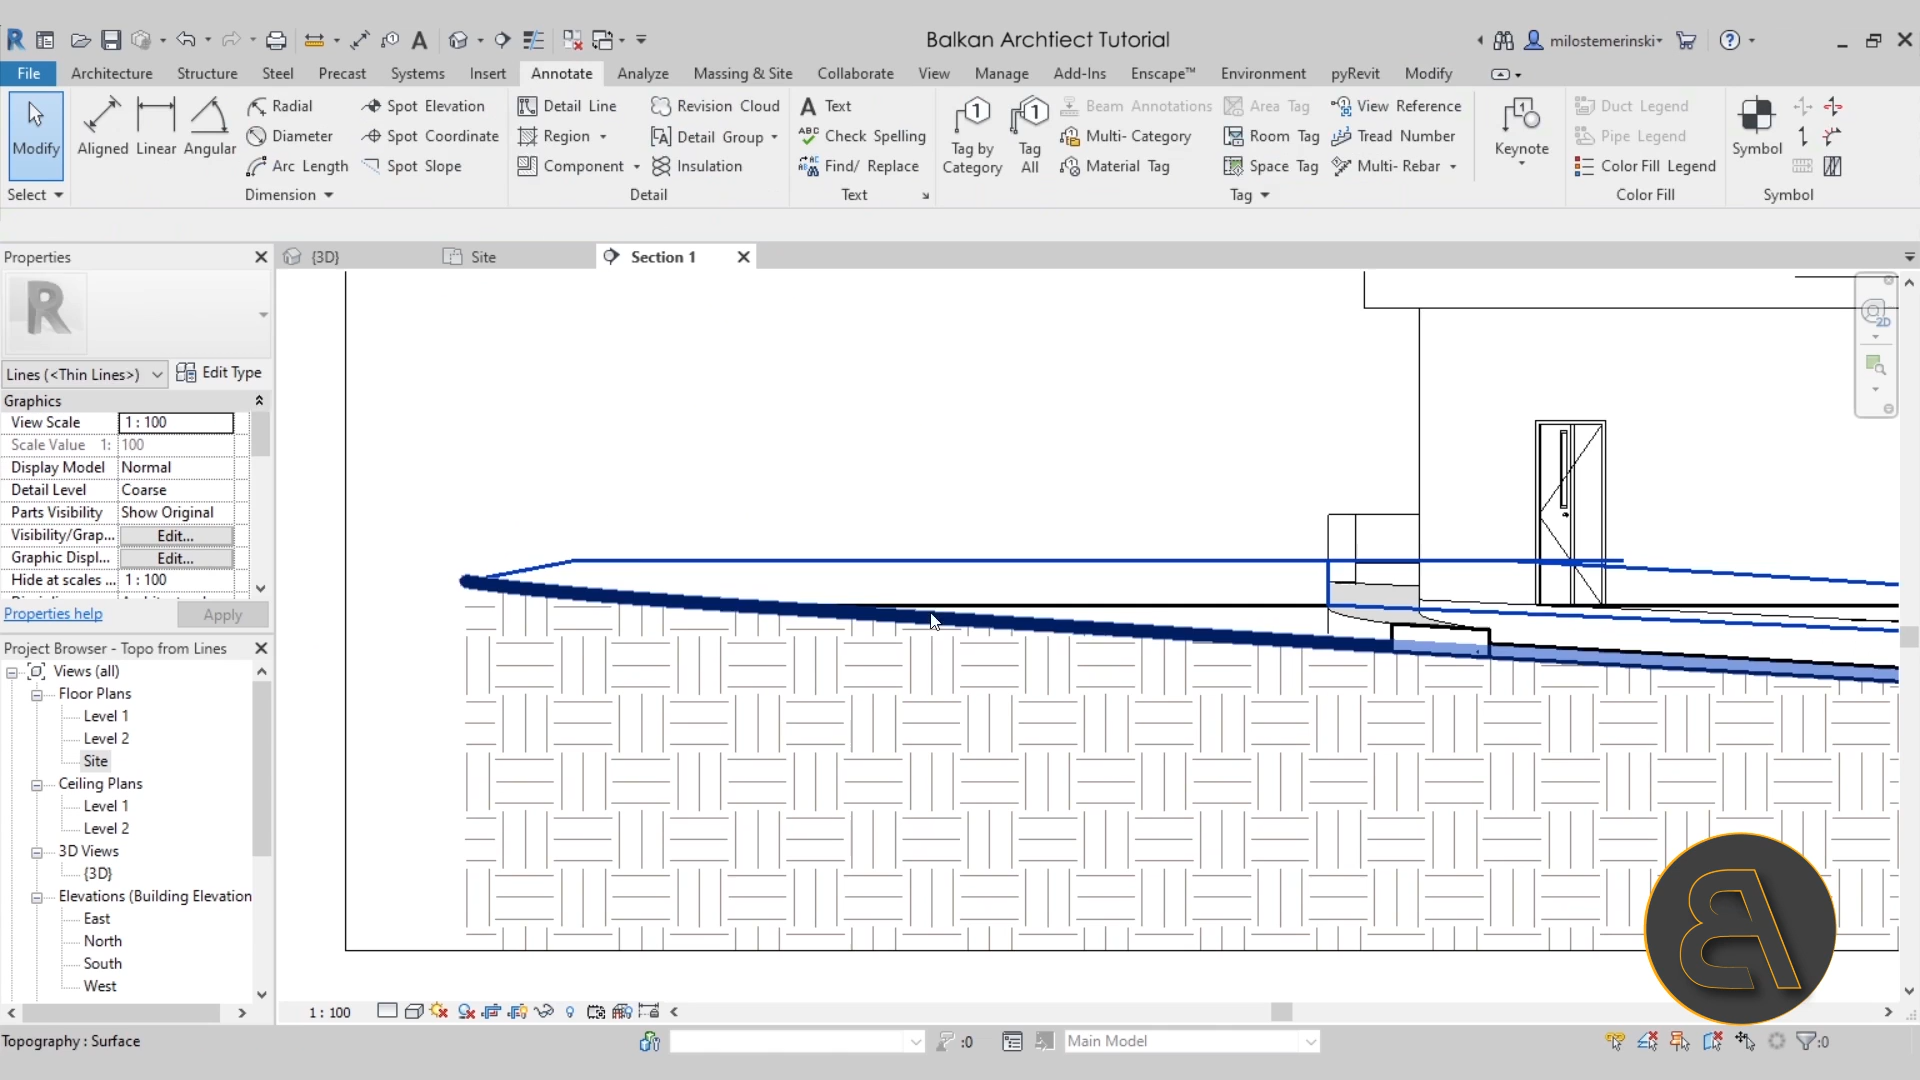 Balkan Archtiect Tutorial
milostemerinski
File Architecture Structure Steel Precast Systems Insert Annotate Analyze Massing & Site Collaborate View Manage Add-Ins Enscape™ Environment pyRevit Modify
Modify
Select
Aligned Linear Angular
Radial
Diameter
Arc Length
Spot Elevation
Spot Coordinate
Spot Slope
Dimension
Detail Line
Region
Component
Revision Cloud
Detail Group
Insulation
Detail
Text
Check Spelling
Find/ Replace
Text
Tag by Category
Tag All
Beam Annotations
Multi- Category
Material Tag
Area Tag
Room Tag
Space Tag
View Reference
Tread Number
Multi- Rebar
Tag
Keynote
Duct Legend
Pipe Legend
Color Fill Legend
Color Fill
Symbol
Symbol
Properties
{3D}
Site
Section 1
Lines (<Thin Lines>)
Edit Type
Graphics
View Scale 1 : 100
Scale Value 1: 100
Display Model Normal
Detail Level Coarse
Parts Visibility Show Original
Visibility/Grap... Edit...
Graphic Displ... Edit...
Hide at scales ... 1 : 100
Properties help
Apply
Project Browser - Topo from Lines
Views (all)
Floor Plans
Level 1
Level 2
Site
Ceiling Plans
Level 1
Level 2
3D Views
{3D}
Elevations (Building Elevation
East
North
South
West
1 : 100
Topography : Surface
:0
Main Model
:0